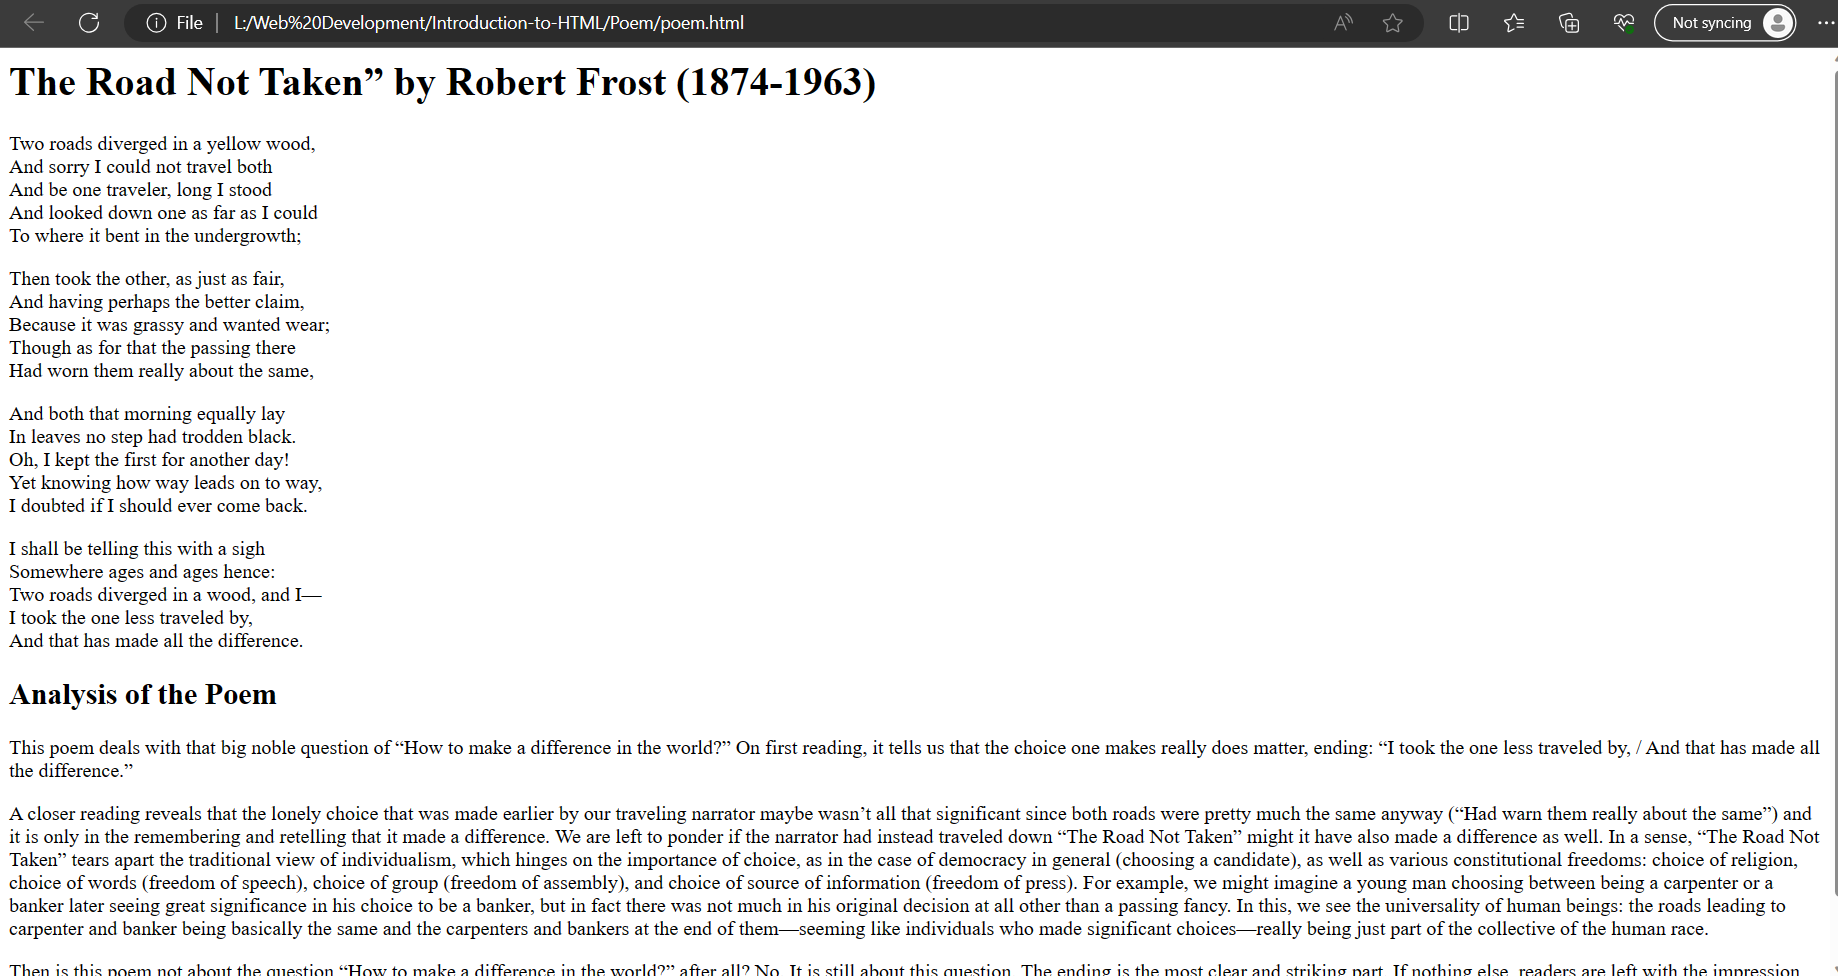 File
L:/Web%20Development/Introduction-to-HTML/Poem/poem.html
Not syncing
The Road Not Taken” by Robert Frost (1874-1963)
Two roads diverged in a yellow wood,
And sorry I could not travel both
And be one traveler, long I stood
And looked down one as far as I could
To where it bent in the undergrowth;
Then took the other, as just as fair,
And having perhaps the better claim,
Because it was grassy and wanted wear;
Though as for that the passing there
Had worn them really about the same,
And both that morning equally lay
In leaves no step had trodden black.
Oh, I kept the first for another day!
Yet knowing how way leads on to way,
I doubted if I should ever come back.
I shall be telling this with a sigh
Somewhere ages and ages hence:
Two roads diverged in a wood, and I—
I took the one less traveled by,
And that has made all the difference.
Analysis of the Poem
This poem deals with that big noble question of “How to make a difference in the world?” On first reading, it tells us that the choice one makes really does matter, ending: “I took the one less traveled by, / And that has made all
the difference.”
A closer reading reveals that the lonely choice that was made earlier by our traveling narrator maybe wasn’t all that significant since both roads were pretty much the same anyway (“Had warn them really about the same”) and
it is only in the remembering and retelling that it made a difference. We are left to ponder if the narrator had instead traveled down “The Road Not Taken” might it have also made a difference as well. In a sense, “The Road Not
Taken” tears apart the traditional view of individualism, which hinges on the importance of choice, as in the case of democracy in general (choosing a candidate), as well as various constitutional freedoms: choice of religion,
choice of words (freedom of speech), choice of group (freedom of assembly), and choice of source of information (freedom of press). For example, we might imagine a young man choosing between being a carpenter or a
banker later seeing great significance in his choice to be a banker, but in fact there was not much in his original decision at all other than a passing fancy. In this, we see the universality of human beings: the roads leading to
carpenter and banker being basically the same and the carpenters and bankers at the end of them—seeming like individuals who made significant choices—really being just part of the collective of the human race.
Then is this poem not about the question “How to make a difference in the world?” after all? No. It is still about this question. The ending is the most clear and striking part. If nothing else, readers are left with the impression